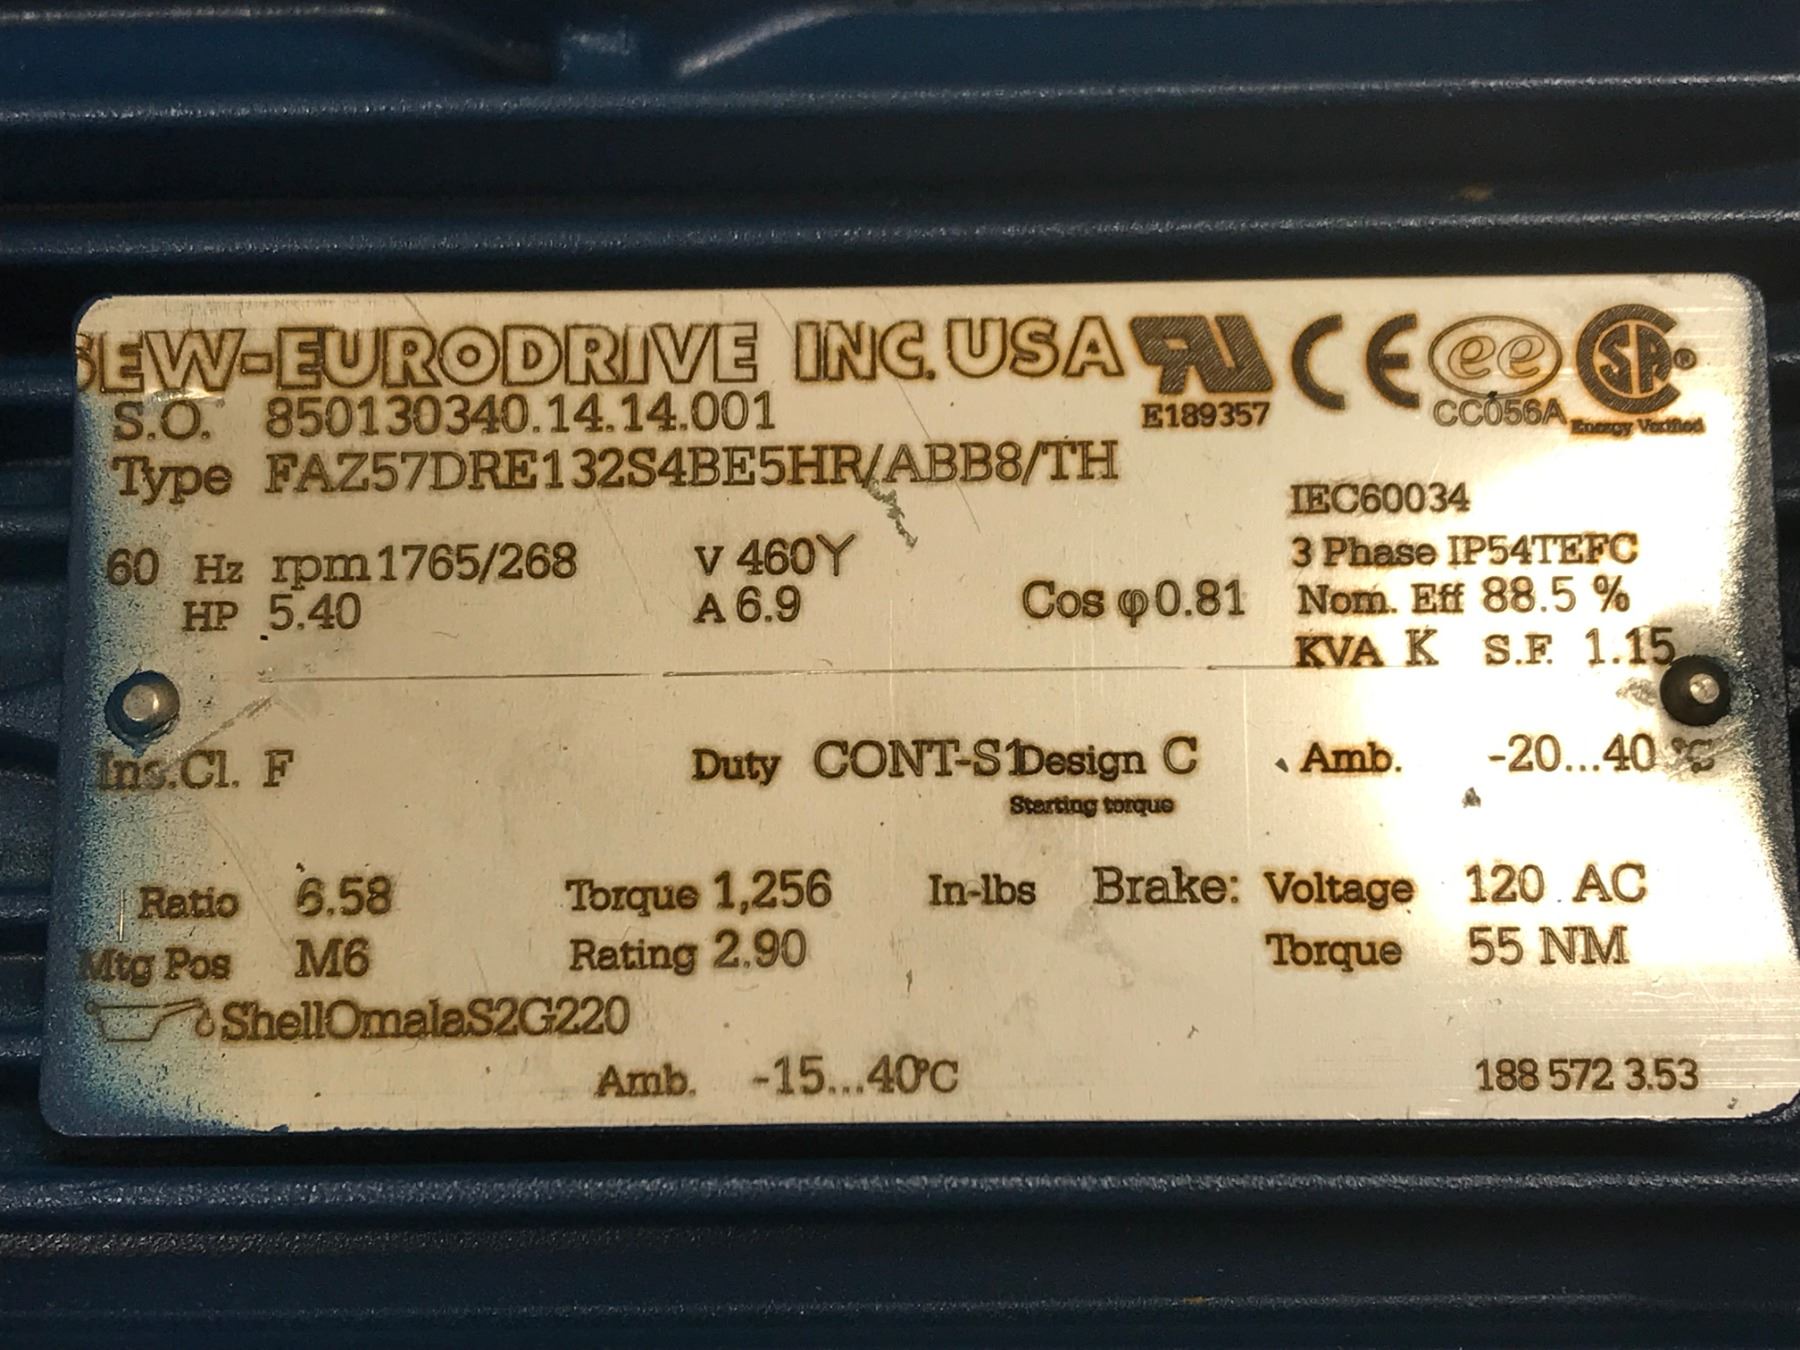 SEW-EURODRIVE INC. USA
E189357
CE
ee
CC056A
SA®
Energy Verified
S.O. 850130340.14.14.001
Type FAZ57DRE132S4BE5HR/ABB8/TH
IEC60034
60 Hz rpm 1765/268 V 460Y 3 Phase IP54TEFC
HP 5.40 A 6.9 Cos φ 0.81 Nom. Eff 88.5 %
KVA K S.F. 1.15
Ins.Cl. F Duty CONT-S1 Design C Amb. -20...40 °C
Starting torque
Ratio 6.58 Torque 1,256 In-lbs Brake: Voltage 120 AC
Mtg Pos M6 Rating 2.90 Torque 55 NM
ShellOmalaS2G220
Amb. -15...40°C 188 572 3.53